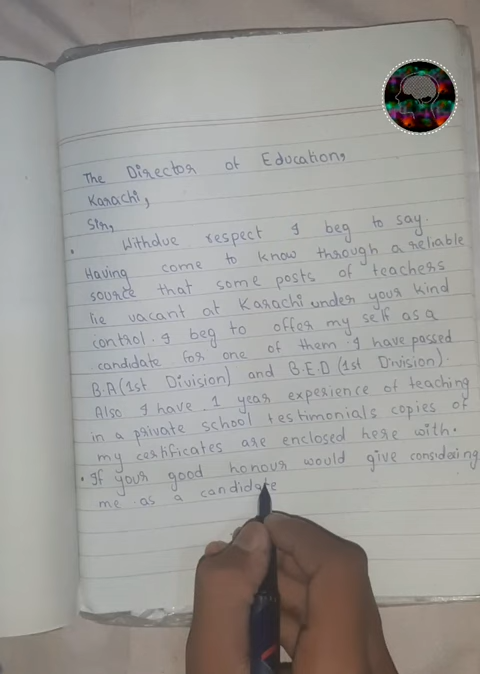 The Director of Education,
Karachi,
Sir,
Withdue respect I beg to say.
Having come to know through a reliable
source that some posts of teachers
lie vacant at Karachi under your kind
control. I beg to offer my self as a
candidate for one of them. I have passed
B.A (1st Division) and B.E.D (1st Division).
Also I have 1 year experience of teaching
in a private school testimonials copies of
my certificates are enclosed here with.
• If your good honour would give considering
me as a candidate